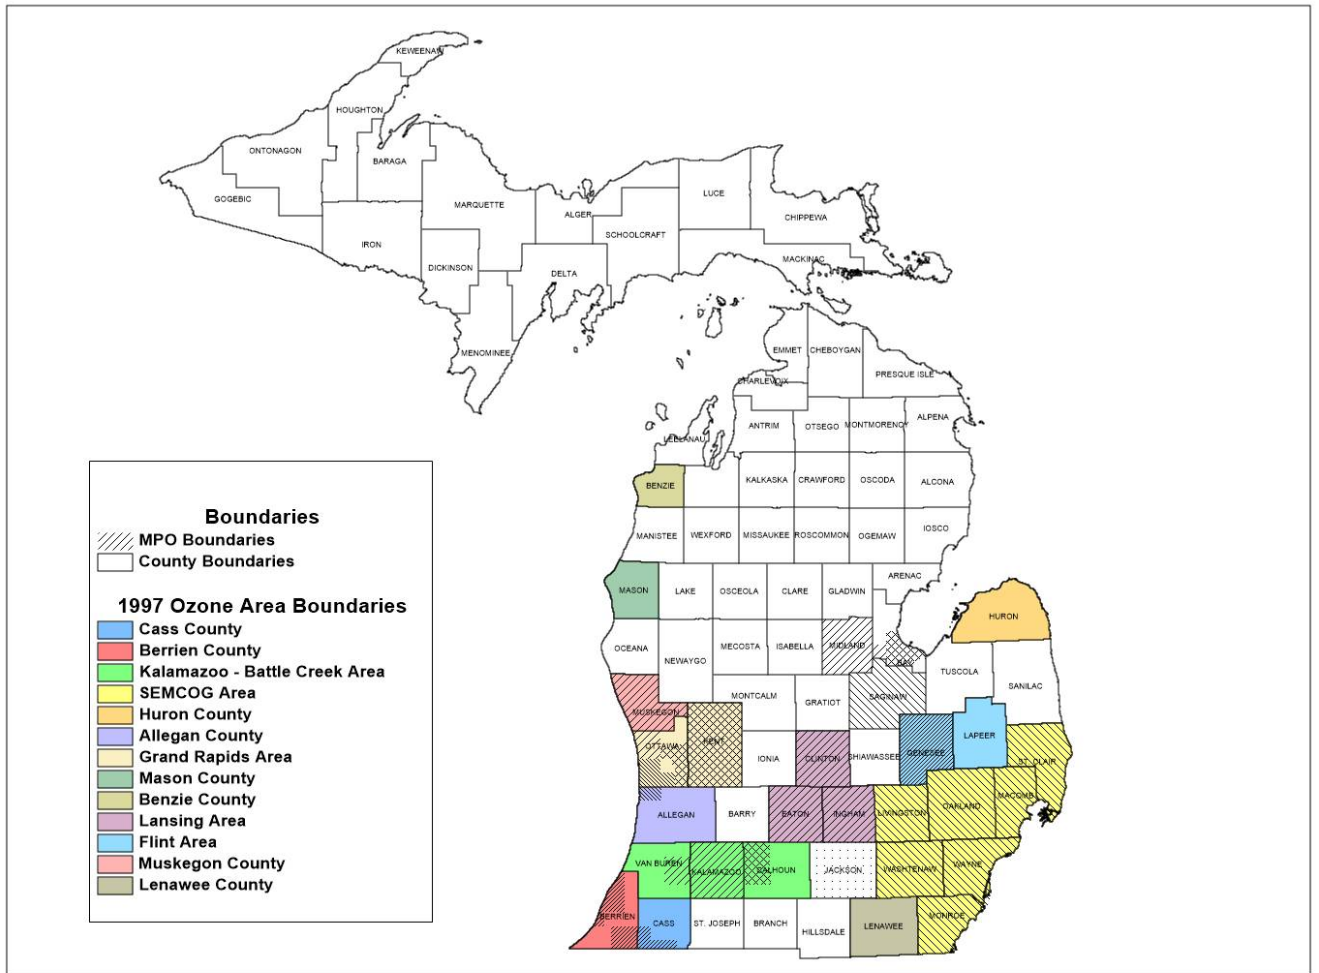 KEWEENAW
HOUGHTON
ONTONAGON
BARAGA
GOGEBIC
MARQUETTE
LUCE
ALGER
CHIPPEWA
SCHOOLCRAFT
IRON
MACKINAC
DICKINSON
DELTA
MENOMINEE
EMMET
CHEBOYGAN
PRESQUE ISLE
CHARLEVOIX
ANTRIM
OTSEGO
MONTMORENCY
ALPENA
LEELANAU
BENZIE
KALKASKA
CRAWFORD
OSCODA
ALCONA
MANISTEE
WEXFORD
MISSAUKEE
ROSCOMMON
OGEMAW
IOSCO
ARENAC
MASON
LAKE
OSCEOLA
CLARE
GLADWIN
HURON
OCEANA
NEWAYGO
MECOSTA
ISABELLA
MIDLAND
BAY
TUSCOLA
SANILAC
MONTCALM
GRATIOT
SAGINAW
MUSKEGON
OTTAWA
KENT
IONIA
CLINTON
SHIAWASSEE
GENESEE
LAPEER
ST. CLAIR
ALLEGAN
BARRY
EATON
INGHAM
LIVINGSTON
OAKLAND
MACOMB
VAN BUREN
KALAMAZOO
CALHOUN
JACKSON
WASHTENAW
WAYNE
BERRIEN
CASS
ST. JOSEPH
BRANCH
HILLSDALE
LENAWEE
MONROE
Boundaries
MPO Boundaries
County Boundaries
1997 Ozone Area Boundaries
Cass County
Berrien County
Kalamazoo - Battle Creek Area
SEMCOG Area
Huron County
Allegan County
Grand Rapids Area
Mason County
Benzie County
Lansing Area
Flint Area
Muskegon County
Lenawee County